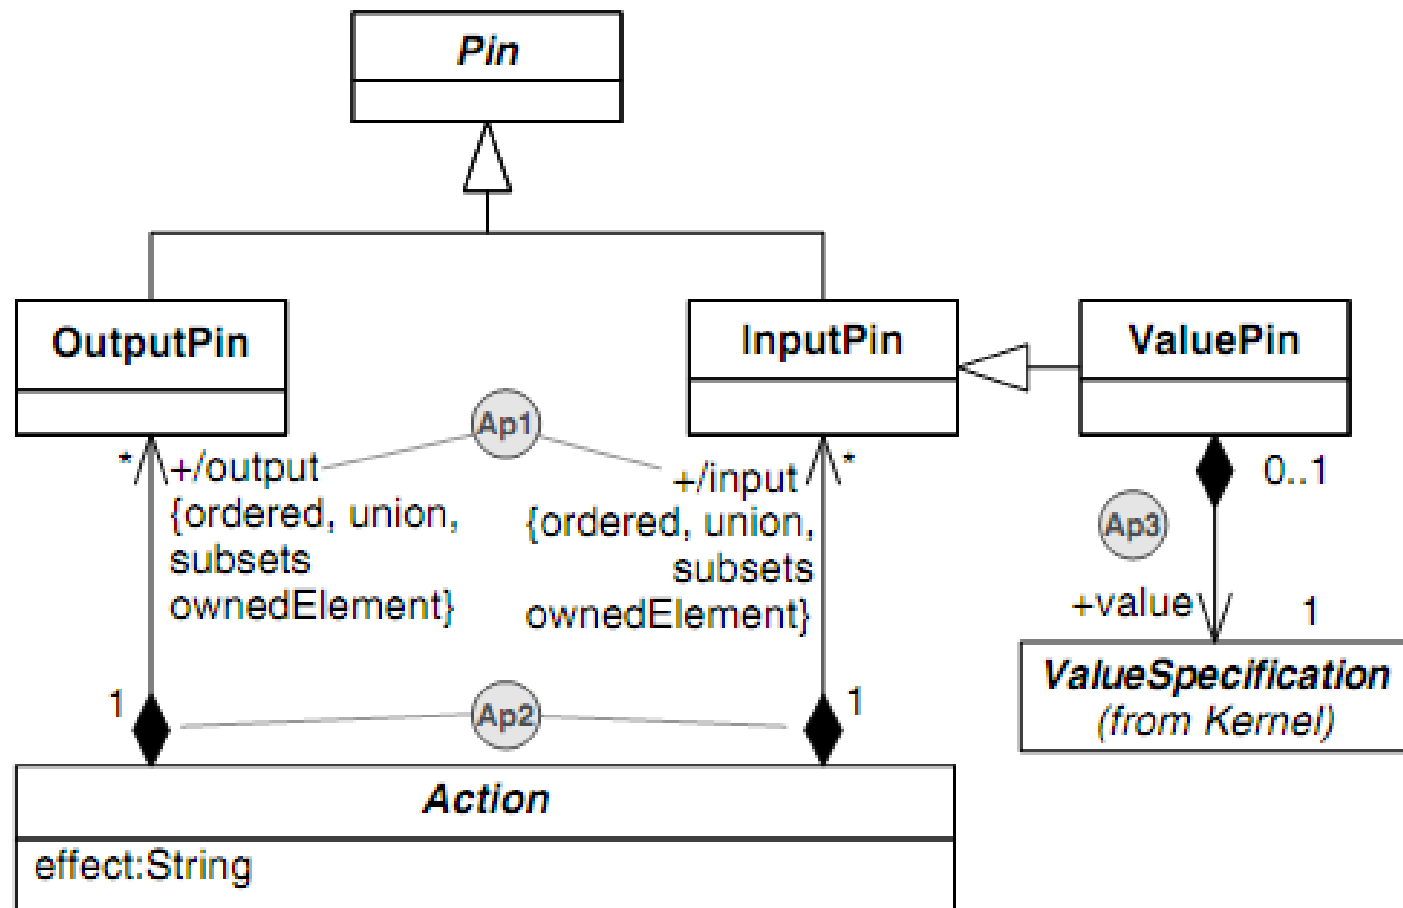 Pin
OutputPin
InputPin
ValuePin
Ap1
* +/output
{ordered, union,
subsets
ownedElement}
+/input *
{ordered, union,
subsets
ownedElement}
0..1
Ap3
+value 1
ValueSpecification
(from Kernel)
1
Ap2
1
Action
effect:String